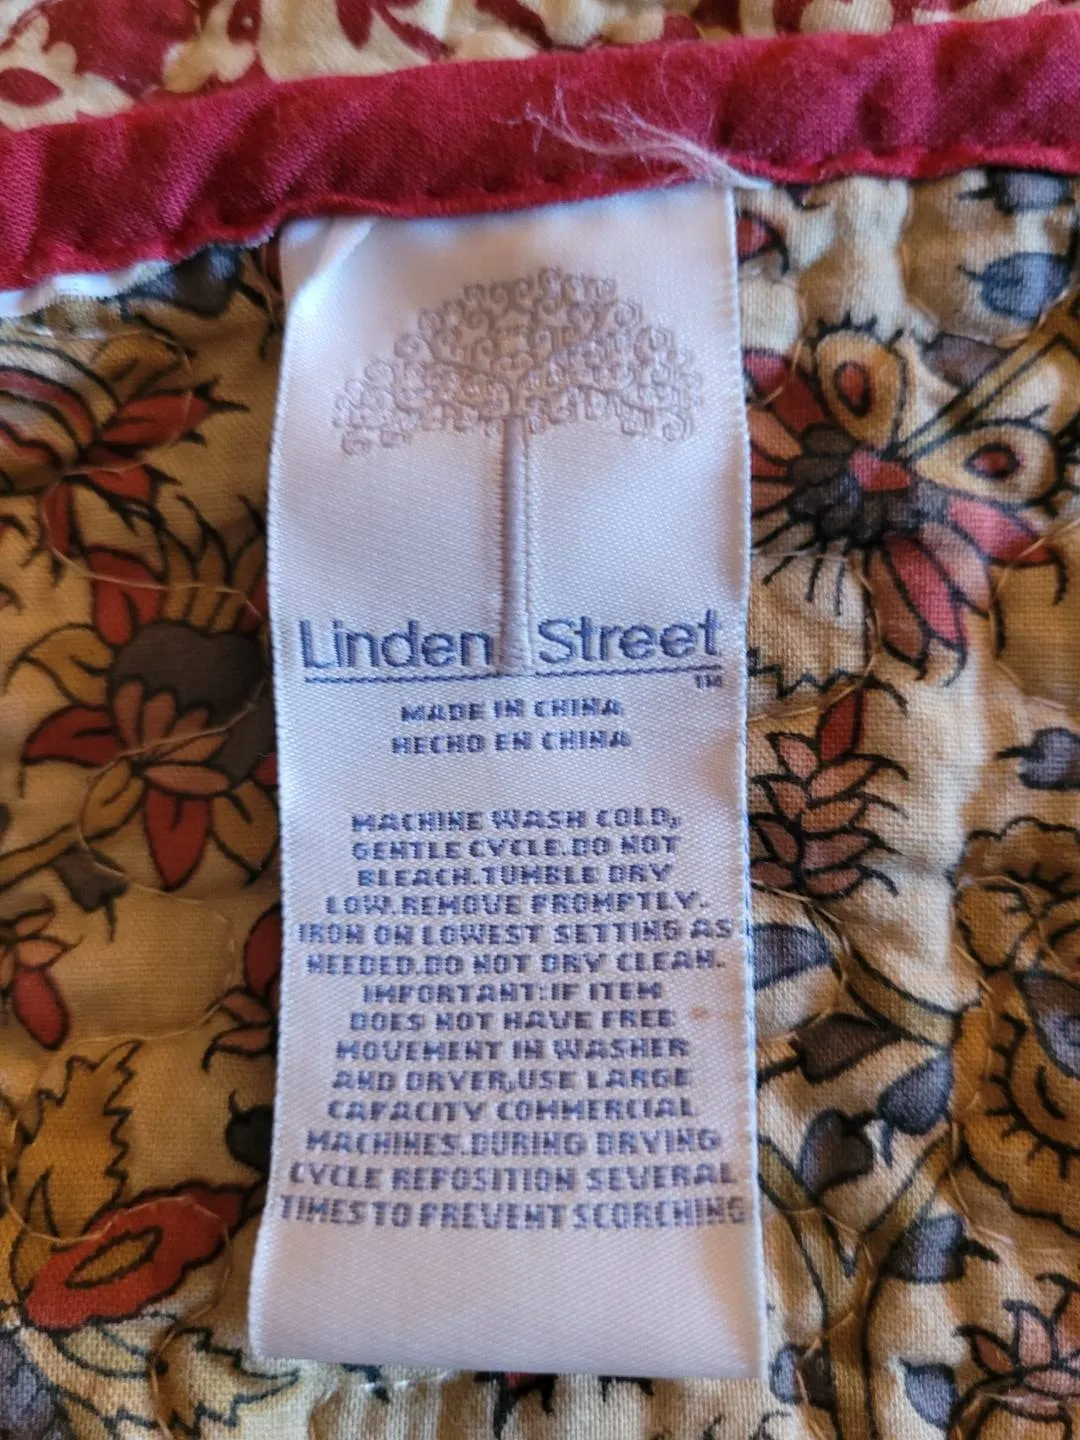 Linden Street
TM
MADE IN CHINA
HECHO EN CHINA
MACHINE WASH COLD,
GENTLE CYCLE.DO NOT
BLEACH.TUMBLE DRY
LOW.REMOVE PROMPTLY.
IRON ON LOWEST SETTING AS
NEEDED.DO NOT DRY CLEAN.
IMPORTANT:IF ITEM
DOES NOT HAVE FREE
MOVEMENT IN WASHER
AND DRYER,USE LARGE
CAPACITY COMMERCIAL
MACHINES.DURING DRYING
CYCLE REPOSITION SEVERAL
TIMES TO PREVENT SCORCHING